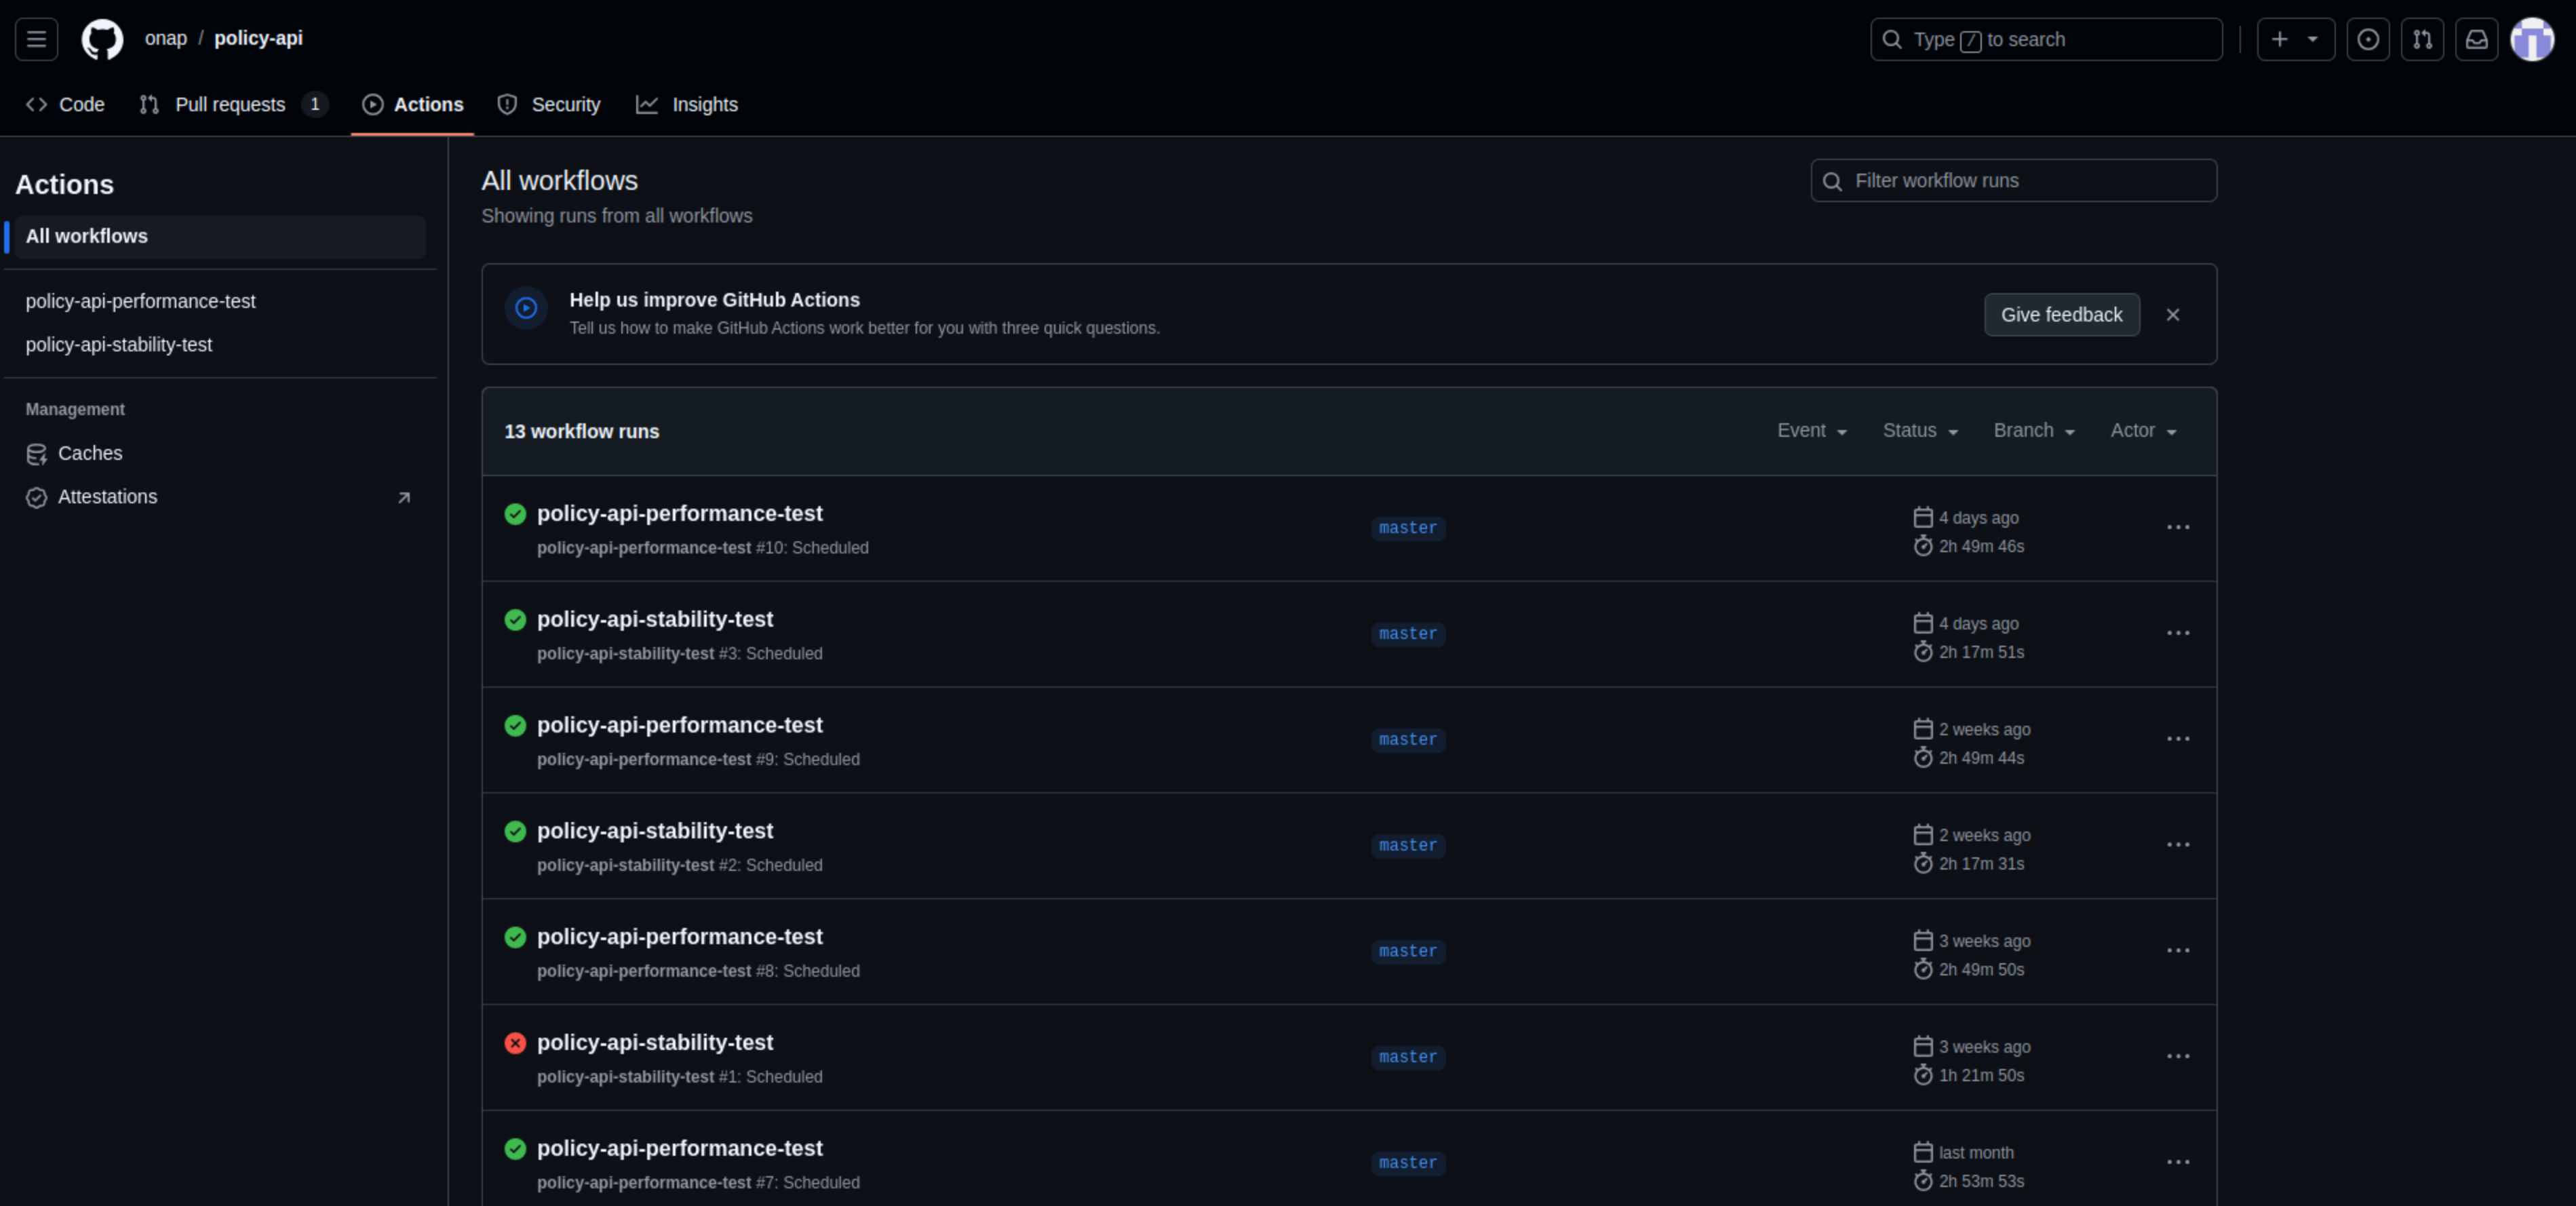 onap / policy-api
Type / to search
Code
Pull requests 1
Actions
Security
Insights
Actions
All workflows
policy-api-performance-test
policy-api-stability-test
Management
Caches
Attestations
All workflows
Showing runs from all workflows
Filter workflow runs
Help us improve GitHub Actions
Tell us how to make GitHub Actions work better for you with three quick questions.
Give feedback
13 workflow runs
Event
Status
Branch
Actor
policy-api-performance-test
policy-api-performance-test #10: Scheduled
master
4 days ago
2h 49m 46s
policy-api-stability-test
policy-api-stability-test #3: Scheduled
master
4 days ago
2h 17m 51s
policy-api-performance-test
policy-api-performance-test #9: Scheduled
master
2 weeks ago
2h 49m 44s
policy-api-stability-test
policy-api-stability-test #2: Scheduled
master
2 weeks ago
2h 17m 31s
policy-api-performance-test
policy-api-performance-test #8: Scheduled
master
3 weeks ago
2h 49m 50s
policy-api-stability-test
policy-api-stability-test #1: Scheduled
master
3 weeks ago
1h 21m 50s
policy-api-performance-test
policy-api-performance-test #7: Scheduled
master
last month
2h 53m 53s